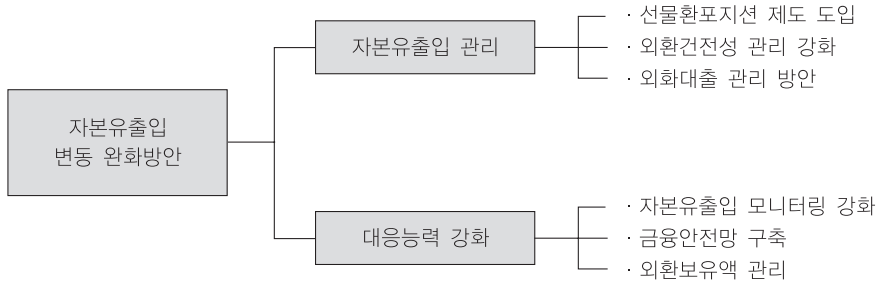 자본유출입
변동 완화방안
자본유출입 관리
· 선물환포지션 제도 도입
· 외환건전성 관리 강화
· 외화대출 관리 방안
대응능력 강화
· 자본유출입 모니터링 강화
· 금융안전망 구축
· 외환보유액 관리